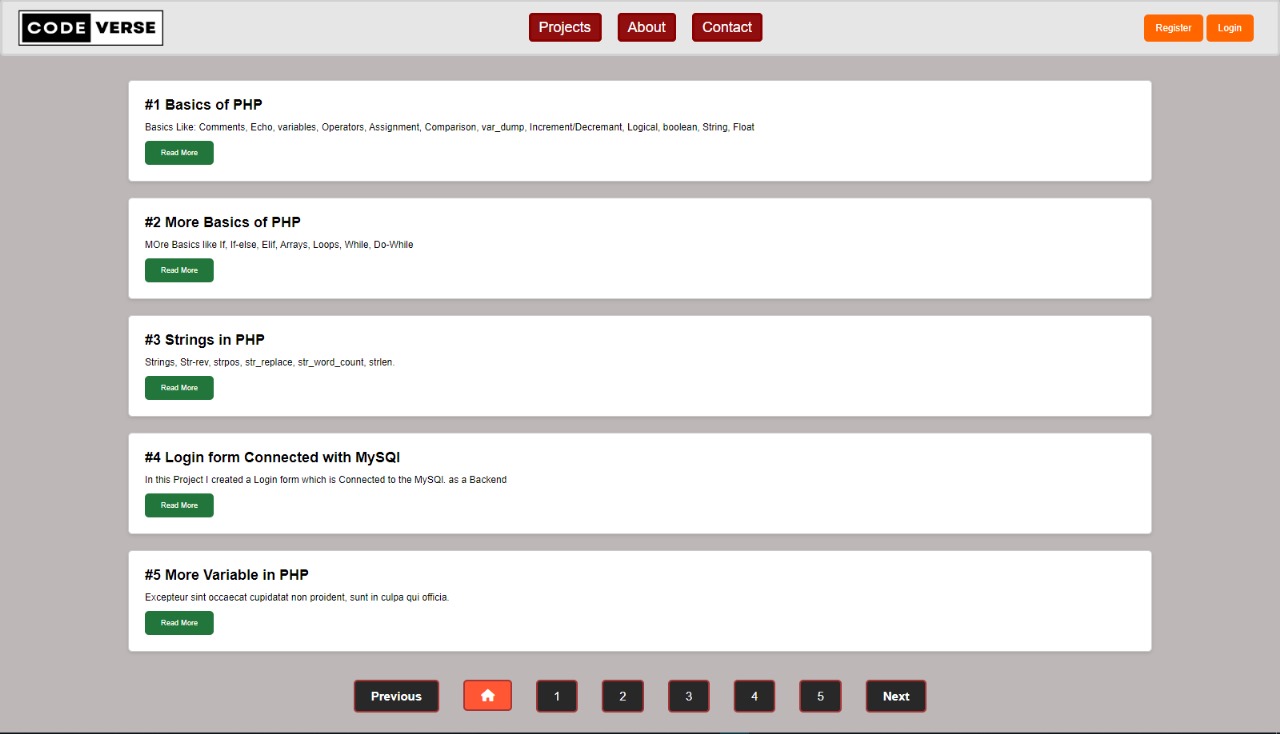 CODE VERSE
Projects About Contact
Register Login
#1 Basics of PHP
Basics Like: Comments, Echo, variables, Operators, Assignment, Comparison, var_dump, Increment/Decremant, Logical, boolean, String, Float
Read More
#2 More Basics of PHP
MOre Basics like If, If-else, Elif, Arrays, Loops, While, Do-While
Read More
#3 Strings in PHP
Strings, Str-rev, strpos, str_replace, str_word_count, strlen.
Read More
#4 Login form Connected with MySQl
In this Project I created a Login form which is Connected to the MySQl. as a Backend
Read More
#5 More Variable in PHP
Excepteur sint occaecat cupidatat non proident, sunt in culpa qui officia.
Read More
Previous 1 2 3 4 5 Next